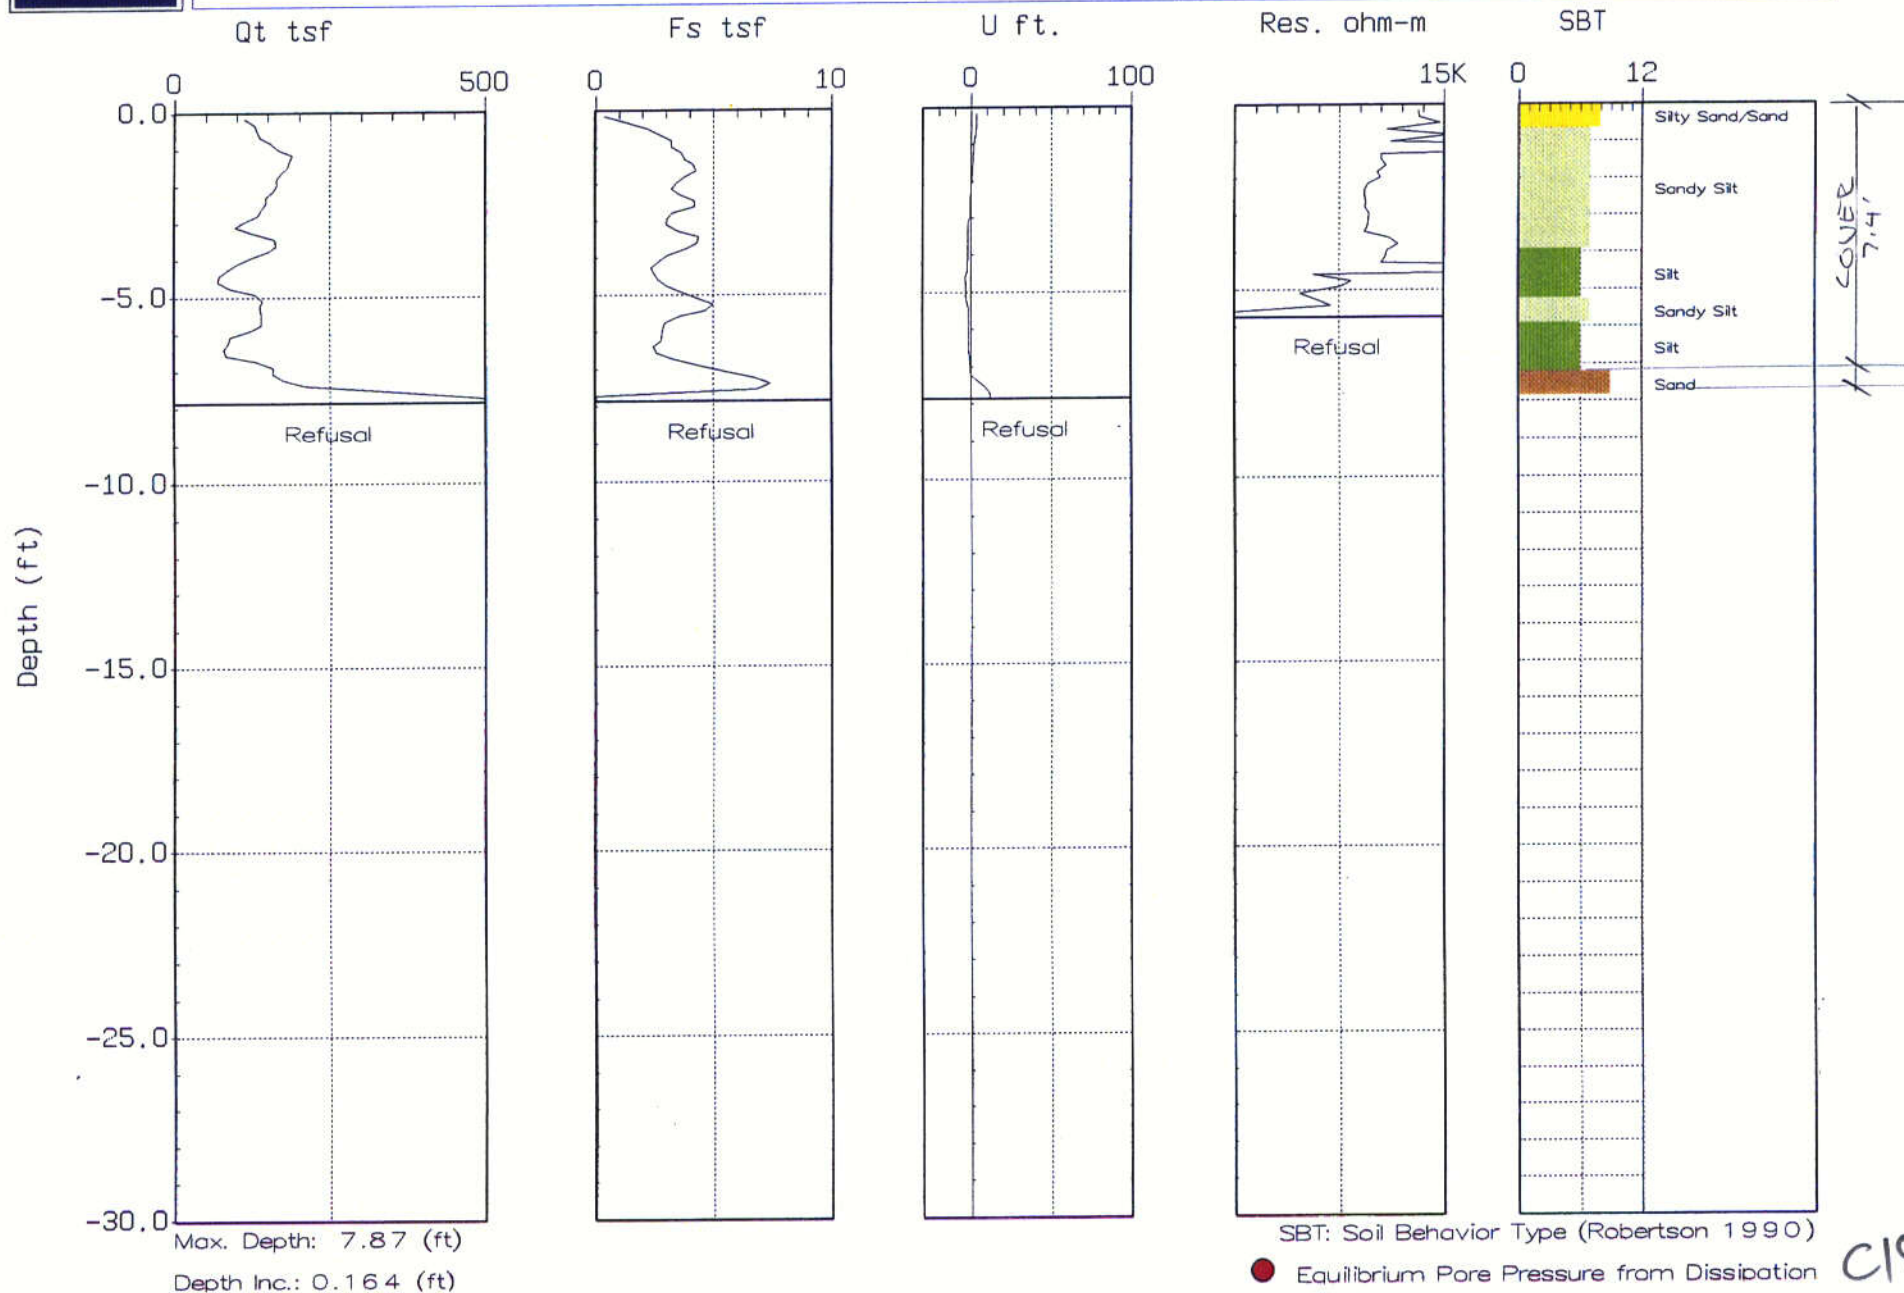 Qt tsf Fs tsf U ft. Res. ohm-m SBT
0 500 0 10 0 100 15K 0 12
0.0
Silty Sand/Sand
Sandy Silt
COVER
7.4'
Silt
-5.0
Sandy Silt
Refusal
Silt
Sand
Refusal Refusal Refusal
-10.0
Depth (ft)
-15.0
-20.0
-25.0
-30.0
Max. Depth: 7.87 (ft)
SBT: Soil Behavior Type (Robertson 1990)
Depth Inc.: 0.164 (ft)
Equilibrium Pore Pressure from Dissipation